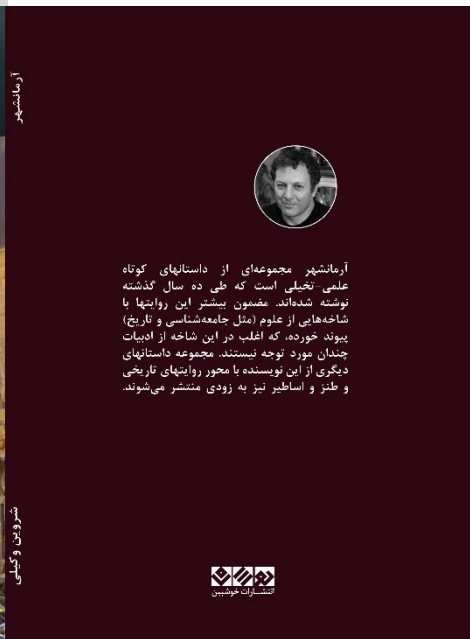 آرمانشهر
آرمانشهر مجموعه‌ای از داستانهای کوتاه
علمی-تخیلی است که طی ده سال گذشته
نوشته شده‌اند. مضمون بیشتر این روایتها با
شاخه‌هایی از علوم (مثل جامعه‌شناسی و تاریخ)
پیوند خورده، که اغلب در این شاخه از ادبیات
چندان مورد توجه نیستند. مجموعه داستانهای
دیگری از این نویسنده با محور روایتهای تاریخی
و طنز و اساطیر نیز به زودی منتشر می‌شوند.
شروین وکیلی
انتشارات خوشبین